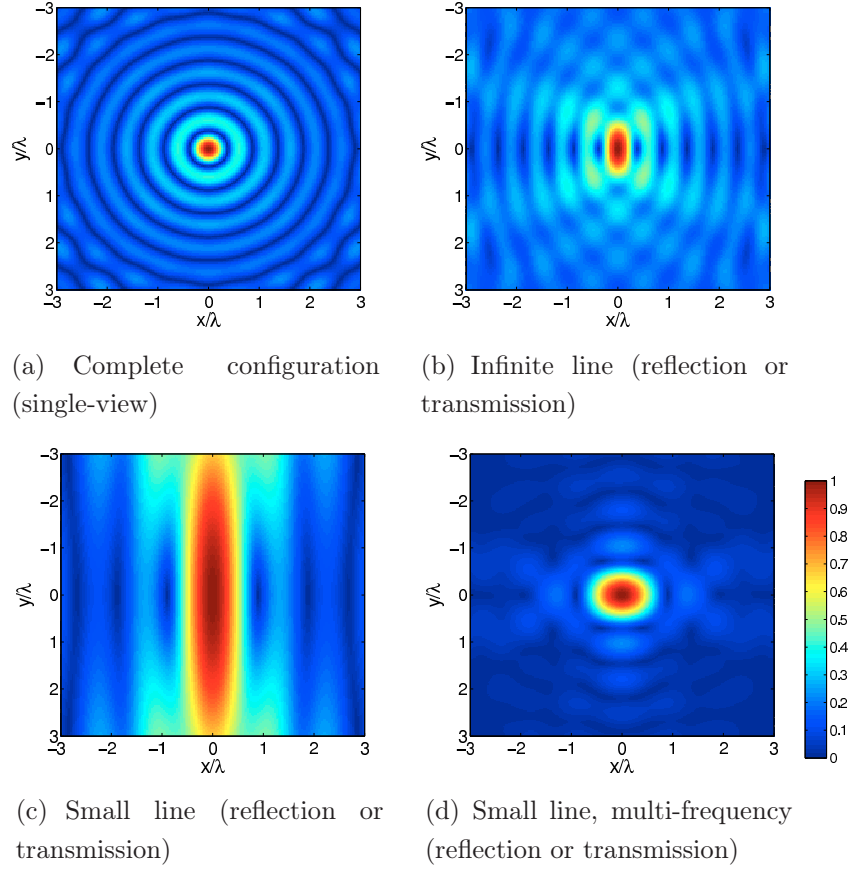 −3
−2
−1
0
1
2
3
y/λ
−3 −2 −1 0 1 2 3
x/λ
(a) Complete configuration
(single-view)
−3
−2
−1
0
1
2
3
y/λ
−3 −2 −1 0 1 2 3
x/λ
(b) Infinite line (reflection or
transmission)
−3
−2
−1
0
1
2
3
y/λ
−3 −2 −1 0 1 2 3
x/λ
(c) Small line (reflection or
transmission)
−3
−2
−1
0
1
2
3
y/λ
−3 −2 −1 0 1 2 3
x/λ
(d) Small line, multi-frequency
(reflection or transmission)
1
0.9
0.8
0.7
0.6
0.5
0.4
0.3
0.2
0.1
0